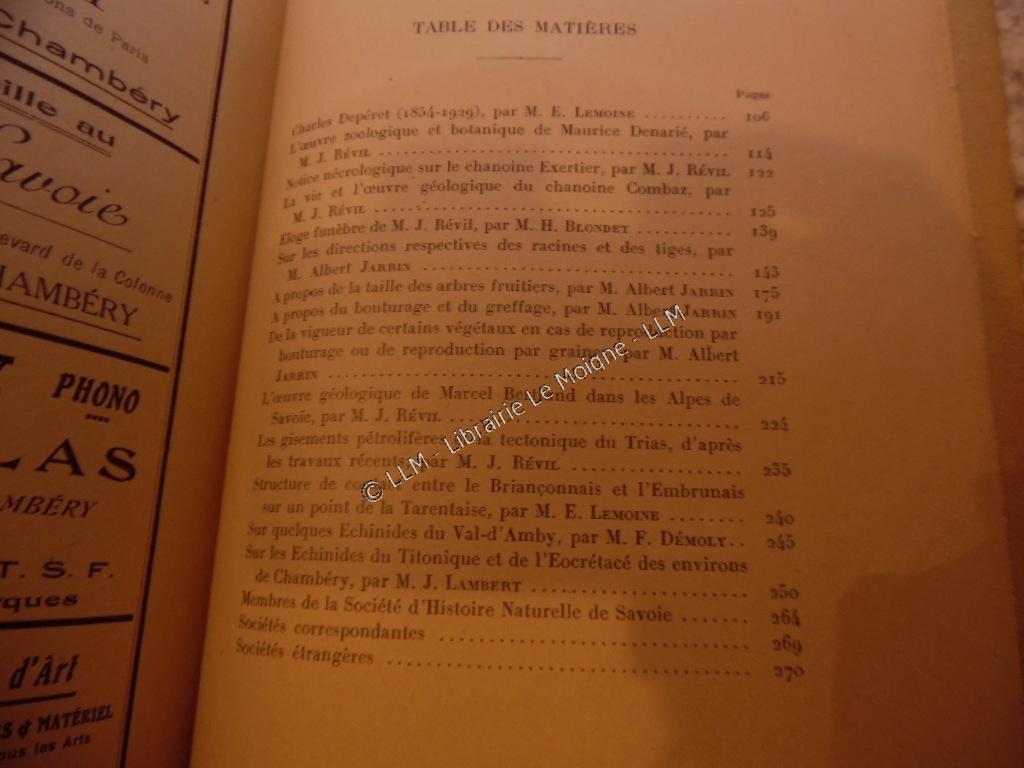 ons de Paris
Chambéry
eille au
Savoie
levard de la Colonne
HAMBÉRY
PHONO
LAS
AMBÉRY
T. S. F.
rques
d'Art
S & MATÉRIEL
ous les Arts
TABLE DES MATIÈRES
Pages
Charles Depéret (1854-1929), par M. E. LEMOINE .......... 106
L'œuvre zoologique et botanique de Maurice Denarié, par
M. J. RÉVIL .......... 114
Notice nécrologique sur le chanoine Exertier, par M. J. RÉVIL 122
La vie et l'œuvre géologique du chanoine Combaz, par
M. J. RÉVIL .......... 125
Eloge funèbre de M. J. Révil, par M. H. BLONDET .......... 139
Sur les directions respectives des racines et des tiges, par
M. Albert JARRIN .......... 143
A propos de la taille des arbres fruitiers, par M. Albert JARRIN 175
A propos du bouturage et du greffage, par M. Albert JARRIN 191
De la vigueur de certains végétaux en cas de reproduction par
bouturage ou de reproduction par graines, par M. Albert
JARRIN .......... 215
L'œuvre géologique de Marcel Bertrand dans les Alpes de
Savoie, par M. J. RÉVIL .......... 224
Les gisements pétrolifères la tectonique du Trias, d'après
les travaux récents, par M. J. RÉVIL .......... 235
Structure de contact entre le Briançonnais et l'Embrunais
sur un point de la Tarentaise, par M. E. LEMOINE ........ 240
Sur quelques Echinides du Val-d'Amby, par M. F. DÉMOLY.. 245
Sur les Echinides du Titonique et de l'Eocrétacé des environs
de Chambéry, par M. J. LAMBERT .......... 250
Membres de la Société d'Histoire Naturelle de Savoie ....... 264
Sociétés correspondantes .......... 269
Sociétés étrangères .......... 270
© LLM - Librairie Le Moigne - LLM